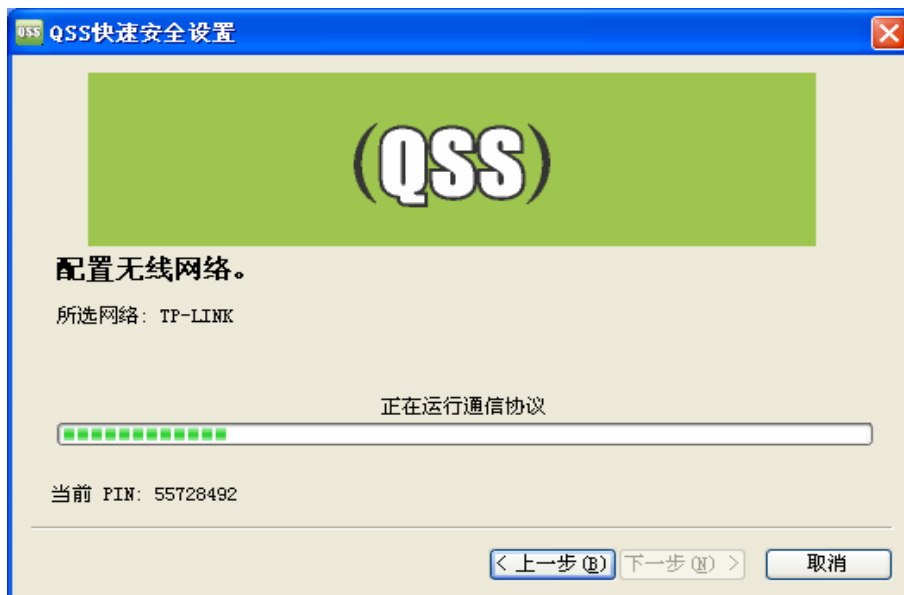 QSS QSS快速安全设置
(QSS)
配置无线网络。
所选网络: TP-LINK
正在运行通信协议
当前 PIN: 55728492
< 上一步(B) 下一步(N) > 取消